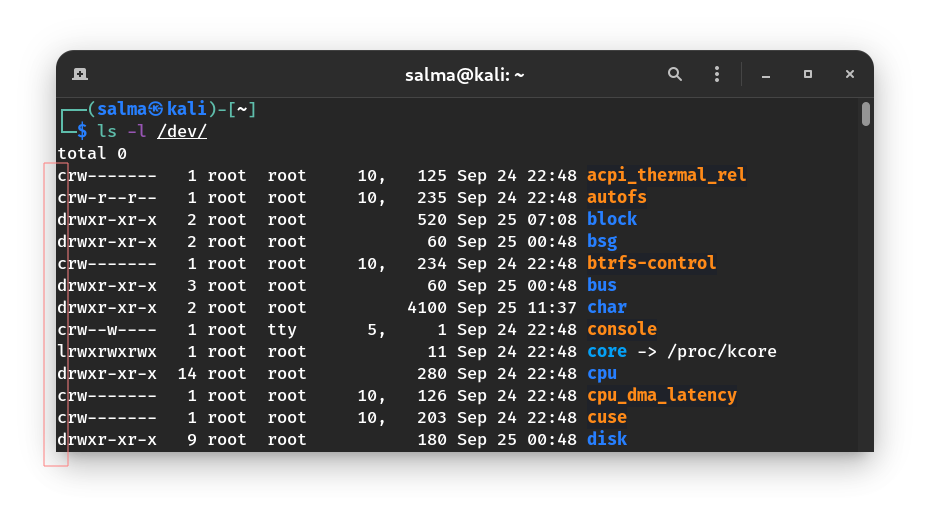 salma@kali: ~
┌──(salma㉿kali)-[~]
└─$ ls -l /dev/
total 0
crw------- 1 root root 10, 125 Sep 24 22:48 acpi_thermal_rel
crw-r--r-- 1 root root 10, 235 Sep 24 22:48 autofs
drwxr-xr-x 2 root root 520 Sep 25 07:08 block
drwxr-xr-x 2 root root 60 Sep 25 00:48 bsg
crw------- 1 root root 10, 234 Sep 24 22:48 btrfs-control
drwxr-xr-x 3 root root 60 Sep 25 00:48 bus
drwxr-xr-x 2 root root 4100 Sep 25 11:37 char
crw--w---- 1 root tty 5, 1 Sep 24 22:48 console
lrwxrwxrwx 1 root root 11 Sep 24 22:48 core -> /proc/kcore
drwxr-xr-x 14 root root 280 Sep 24 22:48 cpu
crw------- 1 root root 10, 126 Sep 24 22:48 cpu_dma_latency
crw------- 1 root root 10, 203 Sep 24 22:48 cuse
drwxr-xr-x 9 root root 180 Sep 25 00:48 disk